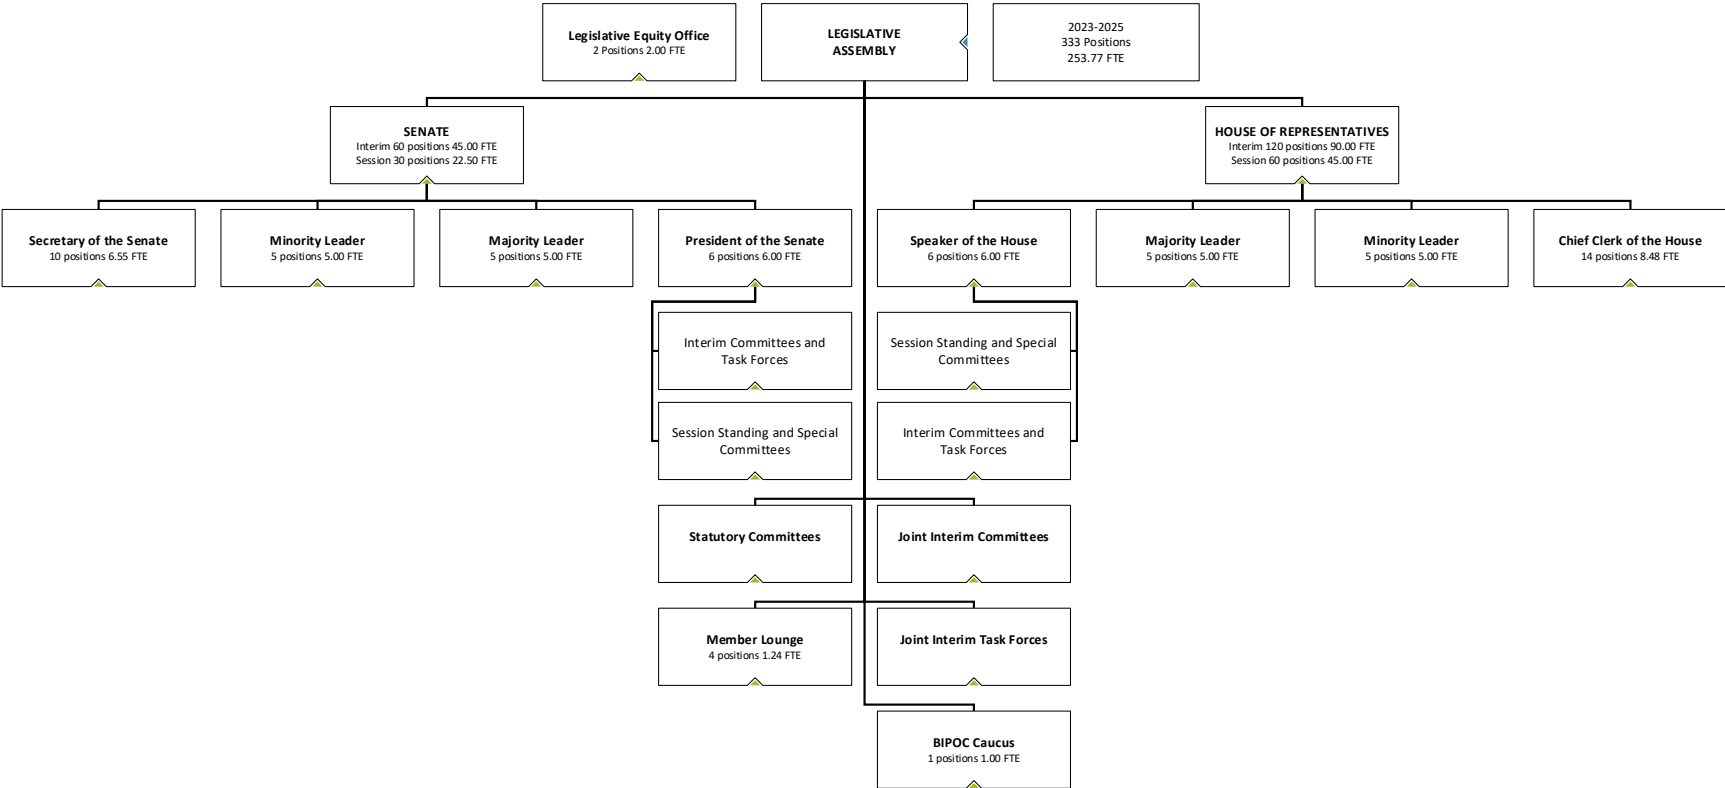 Legislative Equity Office
2 Positions 2.00 FTE
LEGISLATIVE
ASSEMBLY
2023-2025
333 Positions
253.77 FTE
SENATE
Interim 60 positions 45.00 FTE
Session 30 positions 22.50 FTE
HOUSE OF REPRESENTATIVES
Interim 120 positions 90.00 FTE
Session 60 positions 45.00 FTE
Secretary of the Senate
10 positions 6.55 FTE
Minority Leader
5 positions 5.00 FTE
Majority Leader
5 positions 5.00 FTE
President of the Senate
6 positions 6.00 FTE
Speaker of the House
6 positions 6.00 FTE
Majority Leader
5 positions 5.00 FTE
Minority Leader
5 positions 5.00 FTE
Chief Clerk of the House
14 positions 8.48 FTE
Interim Committees and
Task Forces
Session Standing and Special
Committees
Session Standing and Special
Committees
Interim Committees and
Task Forces
Statutory Committees
Joint Interim Committees
Member Lounge
4 positions 1.24 FTE
Joint Interim Task Forces
BIPOC Caucus
1 positions 1.00 FTE